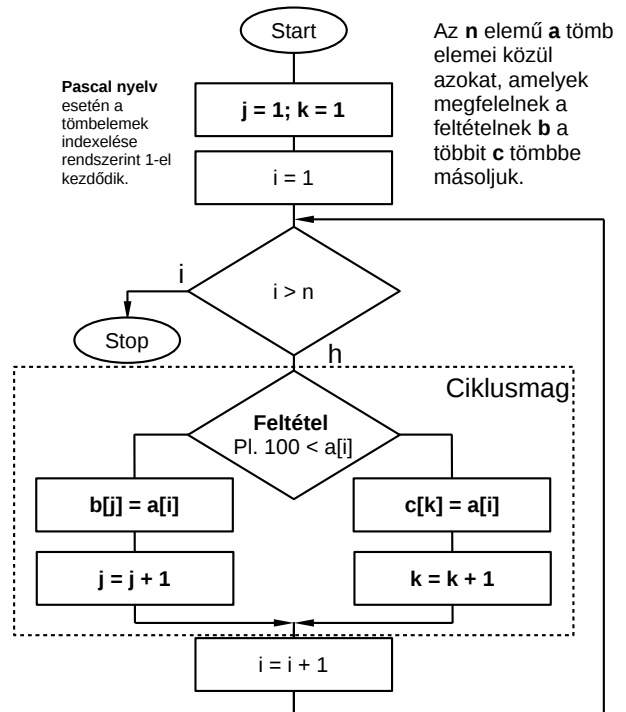 Start
Az n elemű a tömb
elemei közül
azokat, amelyek
megfelelnek a
feltételnek b a
többit c tömbbe
másoljuk.
Pascal nyelv
esetén a
tömbelemek
indexelése
rendszerint 1-el
kezdődik.
j = 1; k = 1
i = 1
i > n
i
Stop
h
Ciklusmag
Feltétel
Pl. 100 < a[i]
b[j] = a[i]
c[k] = a[i]
j = j + 1
k = k + 1
i = i + 1